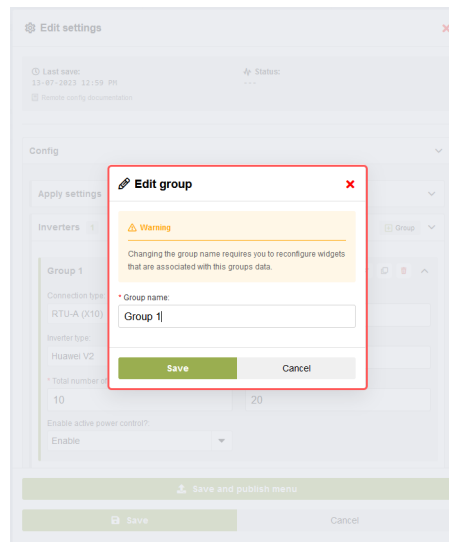 Edit settings
Last save:
Status:
13-07-2023 12:59 PM
---
Remote config documentation
Config
Apply settings
Inverters
Group
Edit group
Warning
Changing the group name requires you to reconfigure widgets
that are associated with this groups data.
* Group name:
Group 1
Save
Cancel
Group 1
Connection type
RTU-A (X10)
Inverter type:
Huawei V2
* Total number of
10
20
Enable active power control?:
Enable
Save and publish menu
Save
Cancel